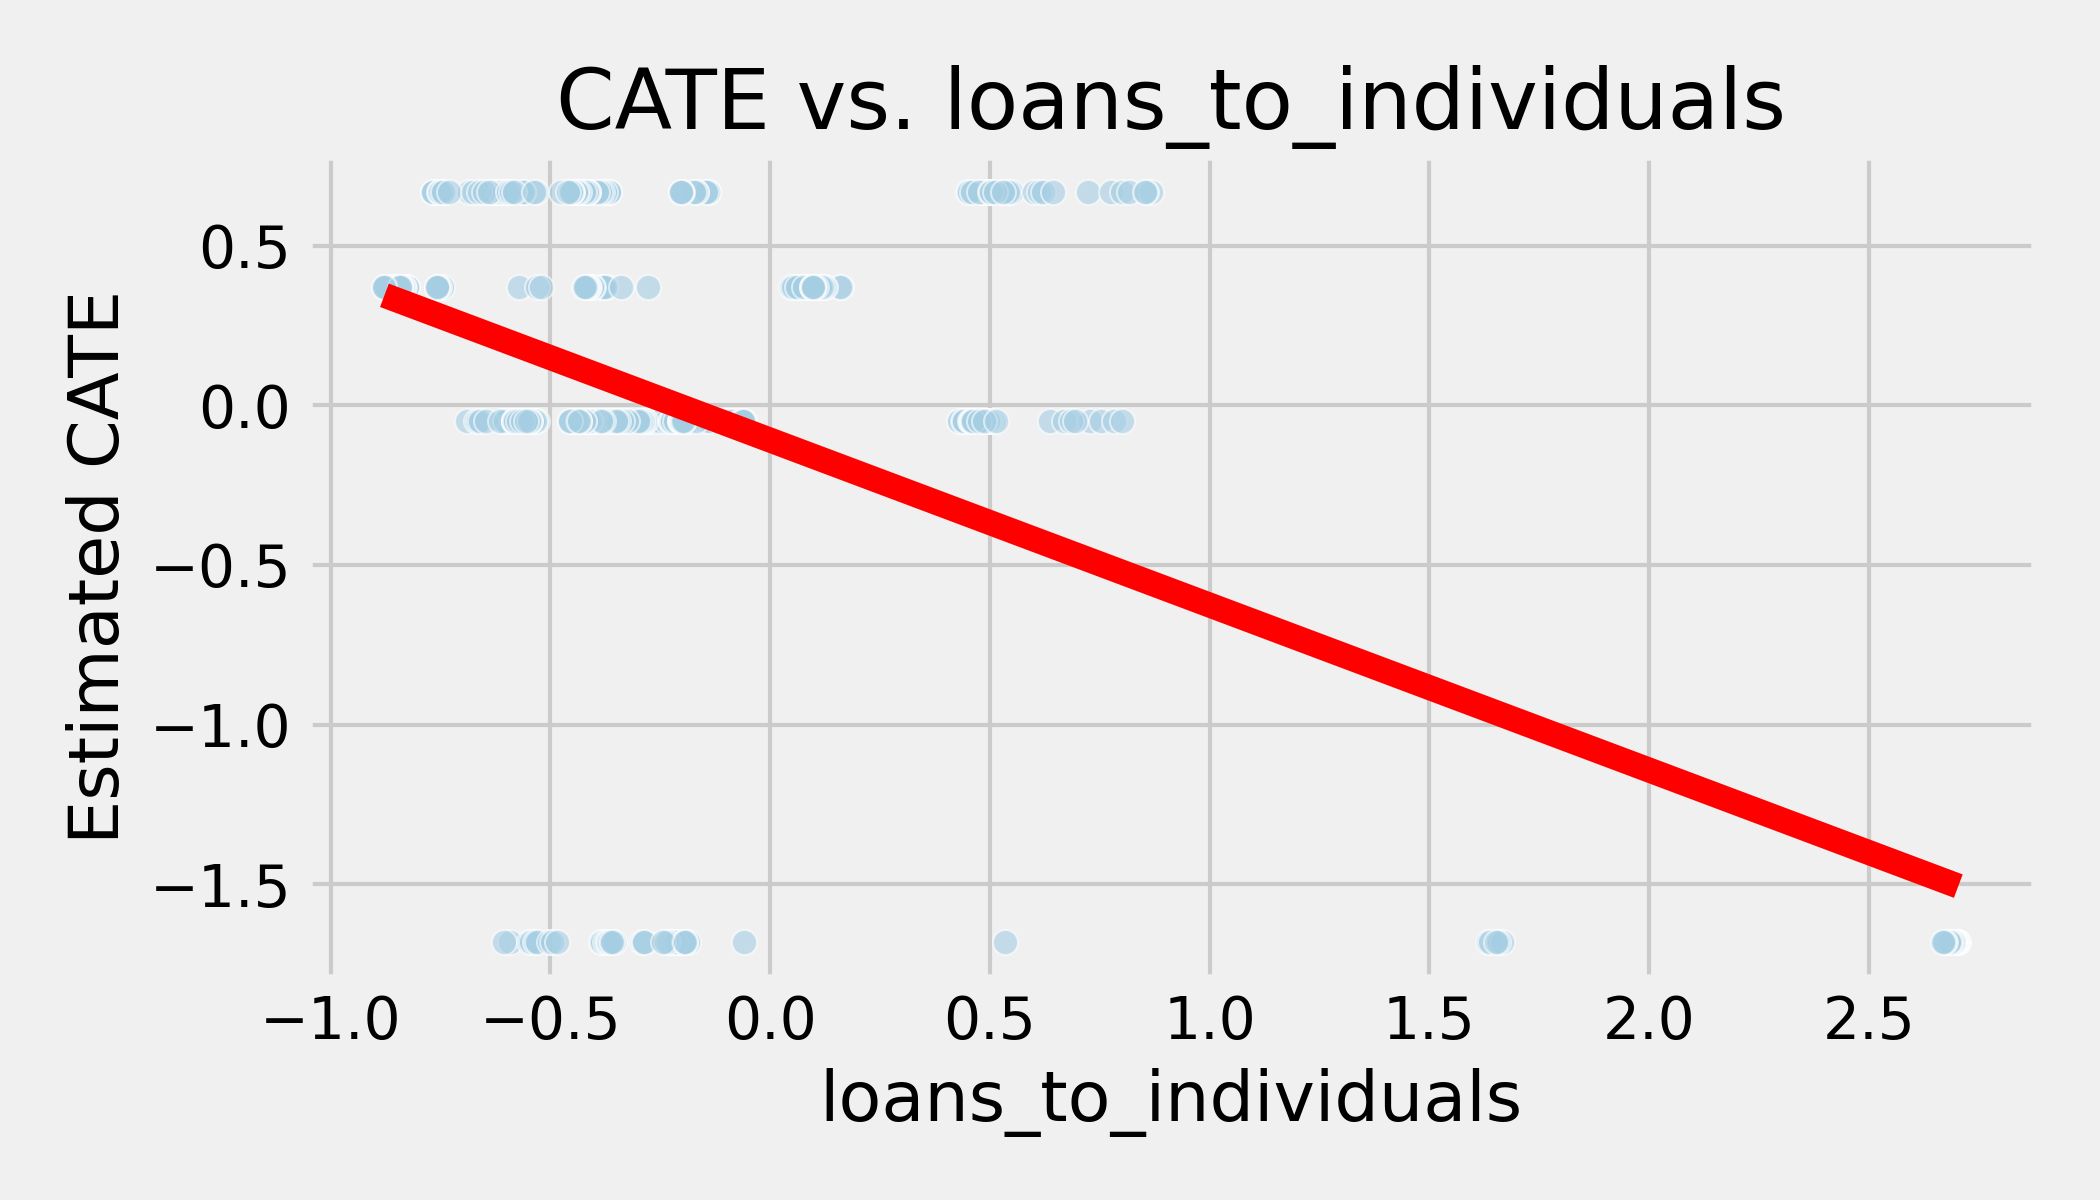 CATE vs. loans_to_individuals
Estimated CATE
0.5
0.0
−0.5
−1.0
−1.5
−1.0 −0.5 0.0 0.5 1.0 1.5 2.0 2.5
loans_to_individuals